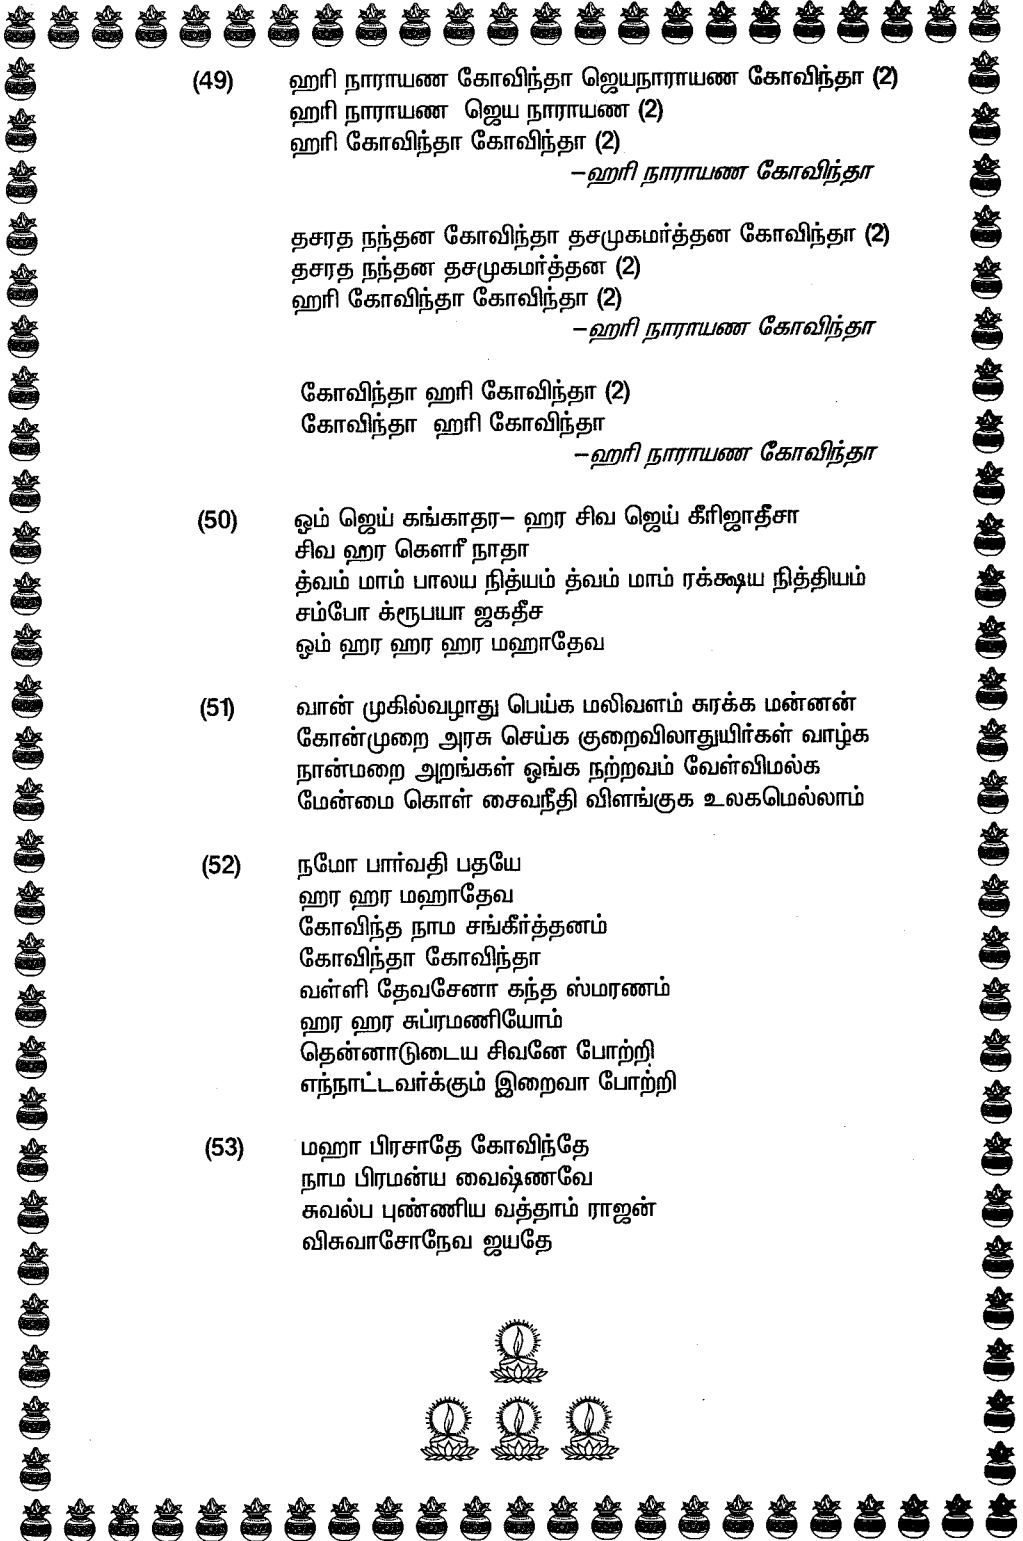 (49) ஹரி நாராயண கோவிந்தா ஜெயநாராயண கோவிந்தா (2)
ஹரி நாராயண ஜெய நாராயண (2)
ஹரி கோவிந்தா கோவிந்தா (2)
–ஹரி நாராயண கோவிந்தா
தசரத நந்தன கோவிந்தா தசமுகமர்த்தன கோவிந்தா (2)
தசரத நந்தன தசமுகமர்த்தன (2)
ஹரி கோவிந்தா கோவிந்தா (2)
–ஹரி நாராயண கோவிந்தா
கோவிந்தா ஹரி கோவிந்தா (2)
கோவிந்தா ஹரி கோவிந்தா
–ஹரி நாராயண கோவிந்தா
(50) ஓம் ஜெய் கங்காதர– ஹர சிவ ஜெய் கீரிஜாதீசா
சிவ ஹர கௌரீ நாதா
த்வம் மாம் பாலய நித்யம் த்வம் மாம் ரக்க்ஷய நித்தியம்
சம்போ க்ரூபயா ஜகதீச
ஓம் ஹர ஹர ஹர மஹாதேவ
(51) வான் முகில்வழாது பெய்க மலிவளம் சுரக்க மன்னன்
கோன்முறை அரசு செய்க குறைவிலாதுயிர்கள் வாழ்க
நான்மறை அறங்கள் ஓங்க நற்றவம் வேள்விமல்க
மேன்மை கொள் சைவநீதி விளங்குக உலகமெல்லாம்
(52) நமோ பார்வதி பதயே
ஹர ஹர மஹாதேவ
கோவிந்த நாம சங்கீர்த்தனம்
கோவிந்தா கோவிந்தா
வள்ளி தேவசேனா கந்த ஸ்மரணம்
ஹர ஹர சுப்ரமணியோம்
தென்னாடுடைய சிவனே போற்றி
எந்நாட்டவர்க்கும் இறைவா போற்றி
(53) மஹா பிரசாதே கோவிந்தே
நாம பிரமன்ய வைஷ்ணவே
சுவல்ப புண்ணிய வத்தாம் ராஜன்
விசுவாசோநேவ ஜயதே